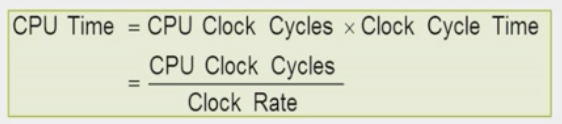 CPU Time = CPU Clock Cycles × Clock Cycle Time
= CPU Clock Cycles
Clock Rate